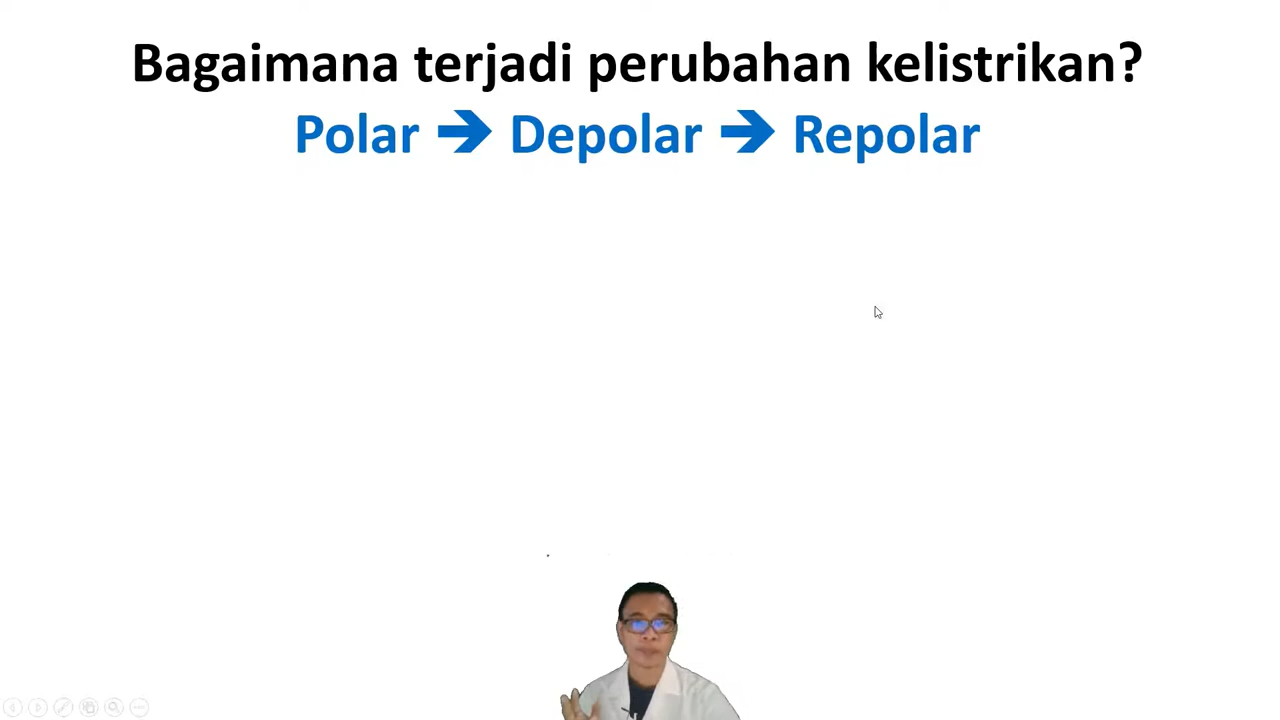 Bagaimana terjadi perubahan kelistrikan?
Polar ➔ Depolar ➔ Repolar